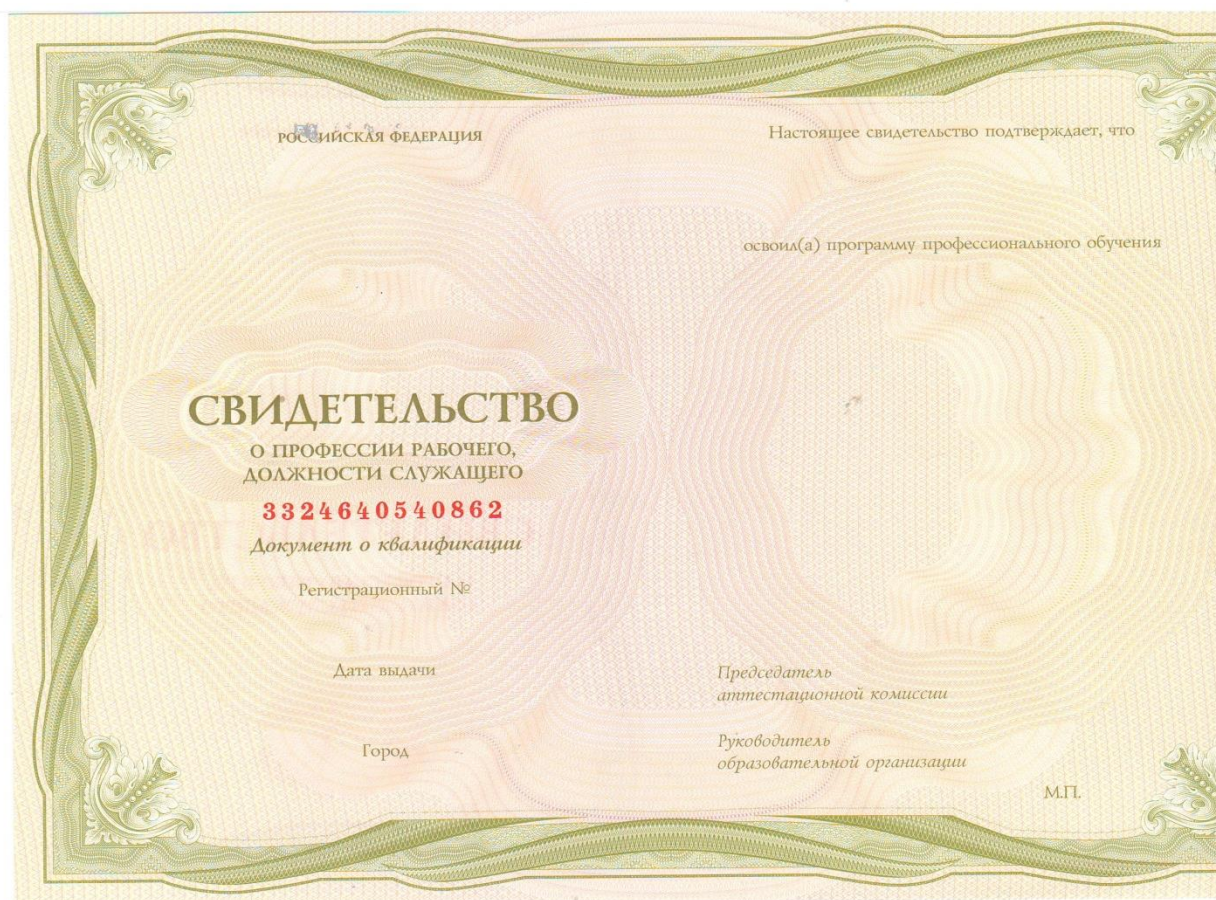 РОССИЙСКАЯ ФЕДЕРАЦИЯ
СВИДЕТЕЛЬСТВО
О ПРОФЕССИИ РАБОЧЕГО,
ДОЛЖНОСТИ СЛУЖАЩЕГО
3324640540862
Документ о квалификации
Регистрационный №
Дата выдачи
Город
Настоящее свидетельство подтверждает, что
освоил(а) программу профессионального обучения
Председатель
аттестационной комиссии
Руководитель
образовательной организации
М.П.